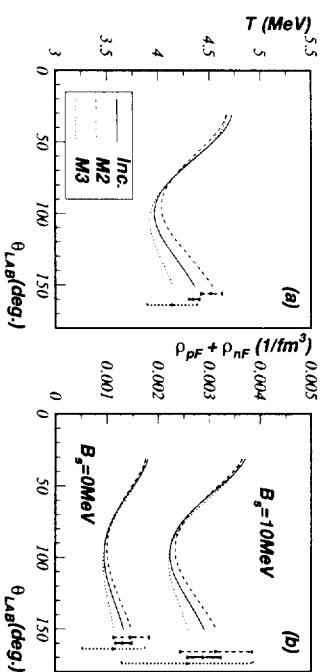 T (MeV)
5.5
5
4.5
4
3
0
50
100
150
θLAB(deg.)
(a)
Inc.
M2
M3
ρpF + ρnF (1/fm³)
0.005
0.004
0.003
0.002
0.001
0
0
50
100
150
θLAB(deg.)
(b)
Bs=10MeV
Bs=0MeV